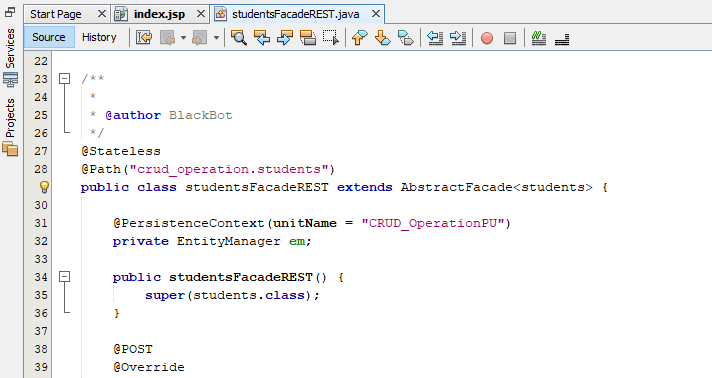 Start Page
index.jsp
studentsFacadeREST.java
Source
History
Services
Projects
22
23 /**
24 *
25 * @author BlackBot
26 */
27 @Stateless
28 @Path("crud_operation.students")
public class studentsFacadeREST extends AbstractFacade<students> {
30
31 @PersistenceContext(unitName = "CRUD_OperationPU")
32 private EntityManager em;
33
34 public studentsFacadeREST() {
35 super(students.class);
36 }
37
38 @POST
39 @Override